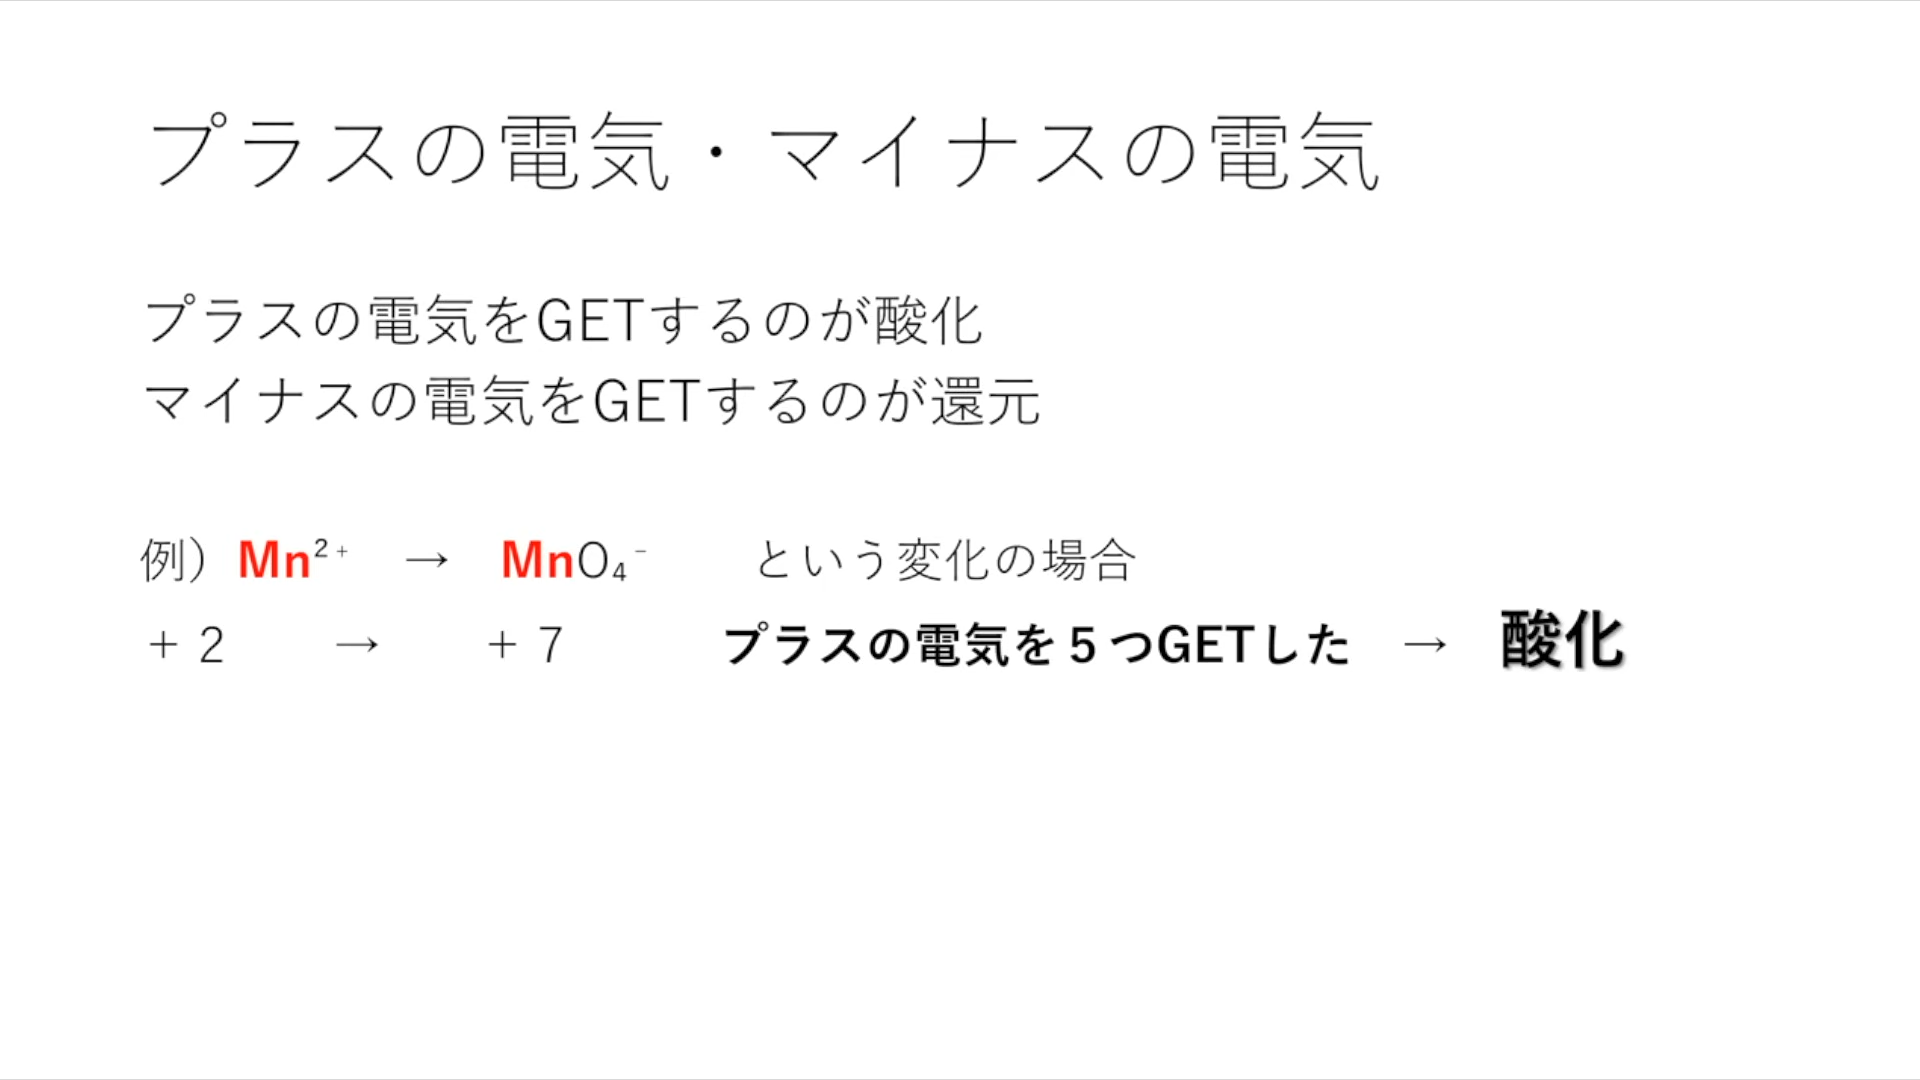 プラスの電気・マイナスの電気
プラスの電気をGETするのが酸化
マイナスの電気をGETするのが還元
例）Mn²⁺ → MnO₄⁻ という変化の場合
＋２ → ＋７ プラスの電気を５つGETした → 酸化